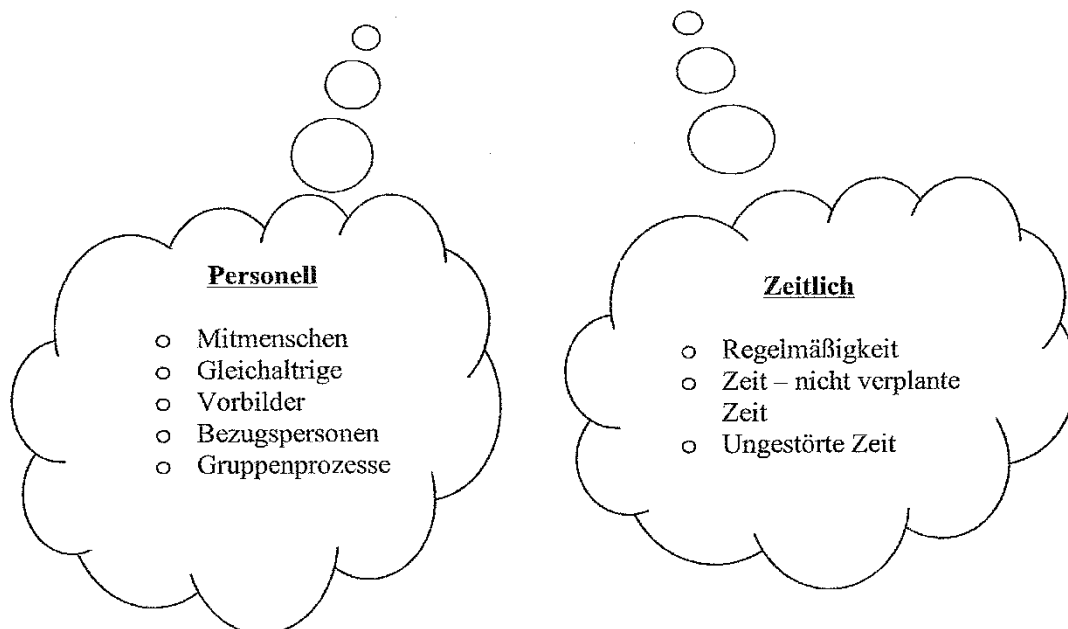 Personell
o Mitmenschen
o Gleichaltrige
o Vorbilder
o Bezugspersonen
o Gruppenprozesse
Zeitlich
o Regelmäßigkeit
o Zeit – nicht verplante
Zeit
o Ungestörte Zeit